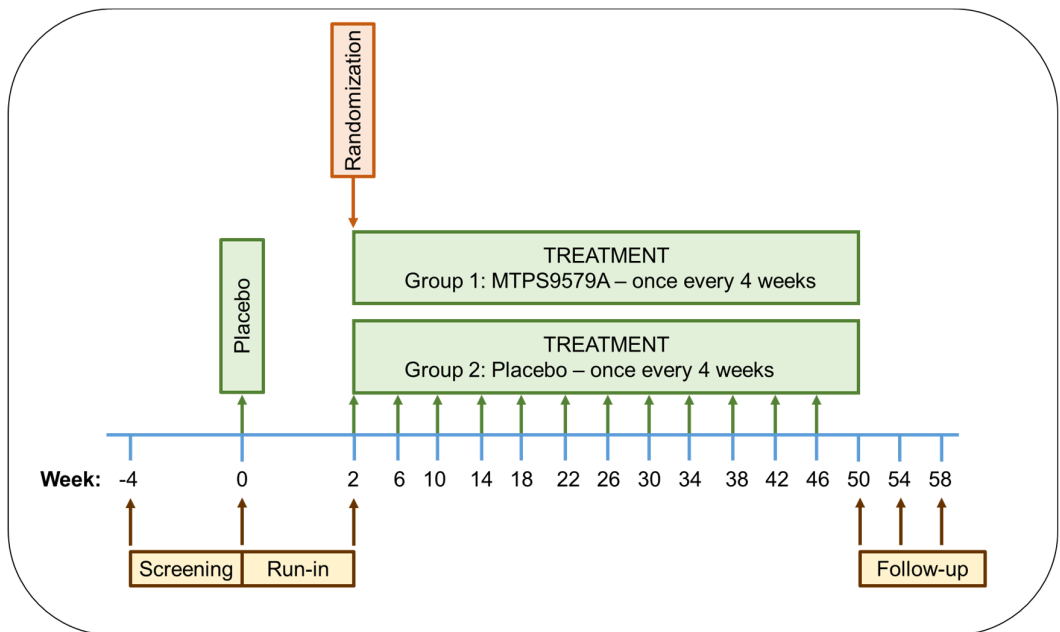 Randomization
Placebo
TREATMENT
Group 1: MTPS9579A – once every 4 weeks
TREATMENT
Group 2: Placebo – once every 4 weeks
Week: -4 0 2 6 10 14 18 22 26 30 34 38 42 46 50 54 58
Screening Run-in Follow-up